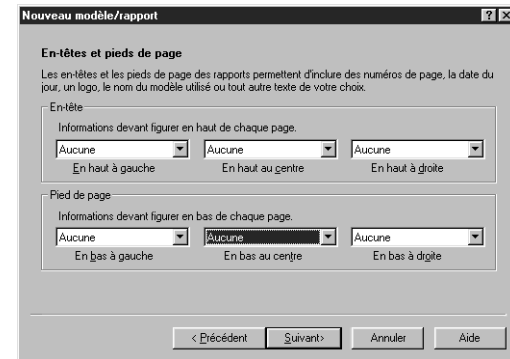 Nouveau modèle/rapport
En-têtes et pieds de page
Les en-têtes et les pieds de page des rapports permettent d'inclure des numéros de page, la date du
jour, un logo, le nom du modèle utilisé ou tout autre texte de votre choix.
En-tête
Informations devant figurer en haut de chaque page.
Aucune Aucune Aucune
En haut à gauche En haut au centre En haut à droite
Pied de page
Informations devant figurer en bas de chaque page.
Aucune Aucune Aucune
En bas à gauche En bas au centre En bas à droite
< Précédent Suivant> Annuler Aide